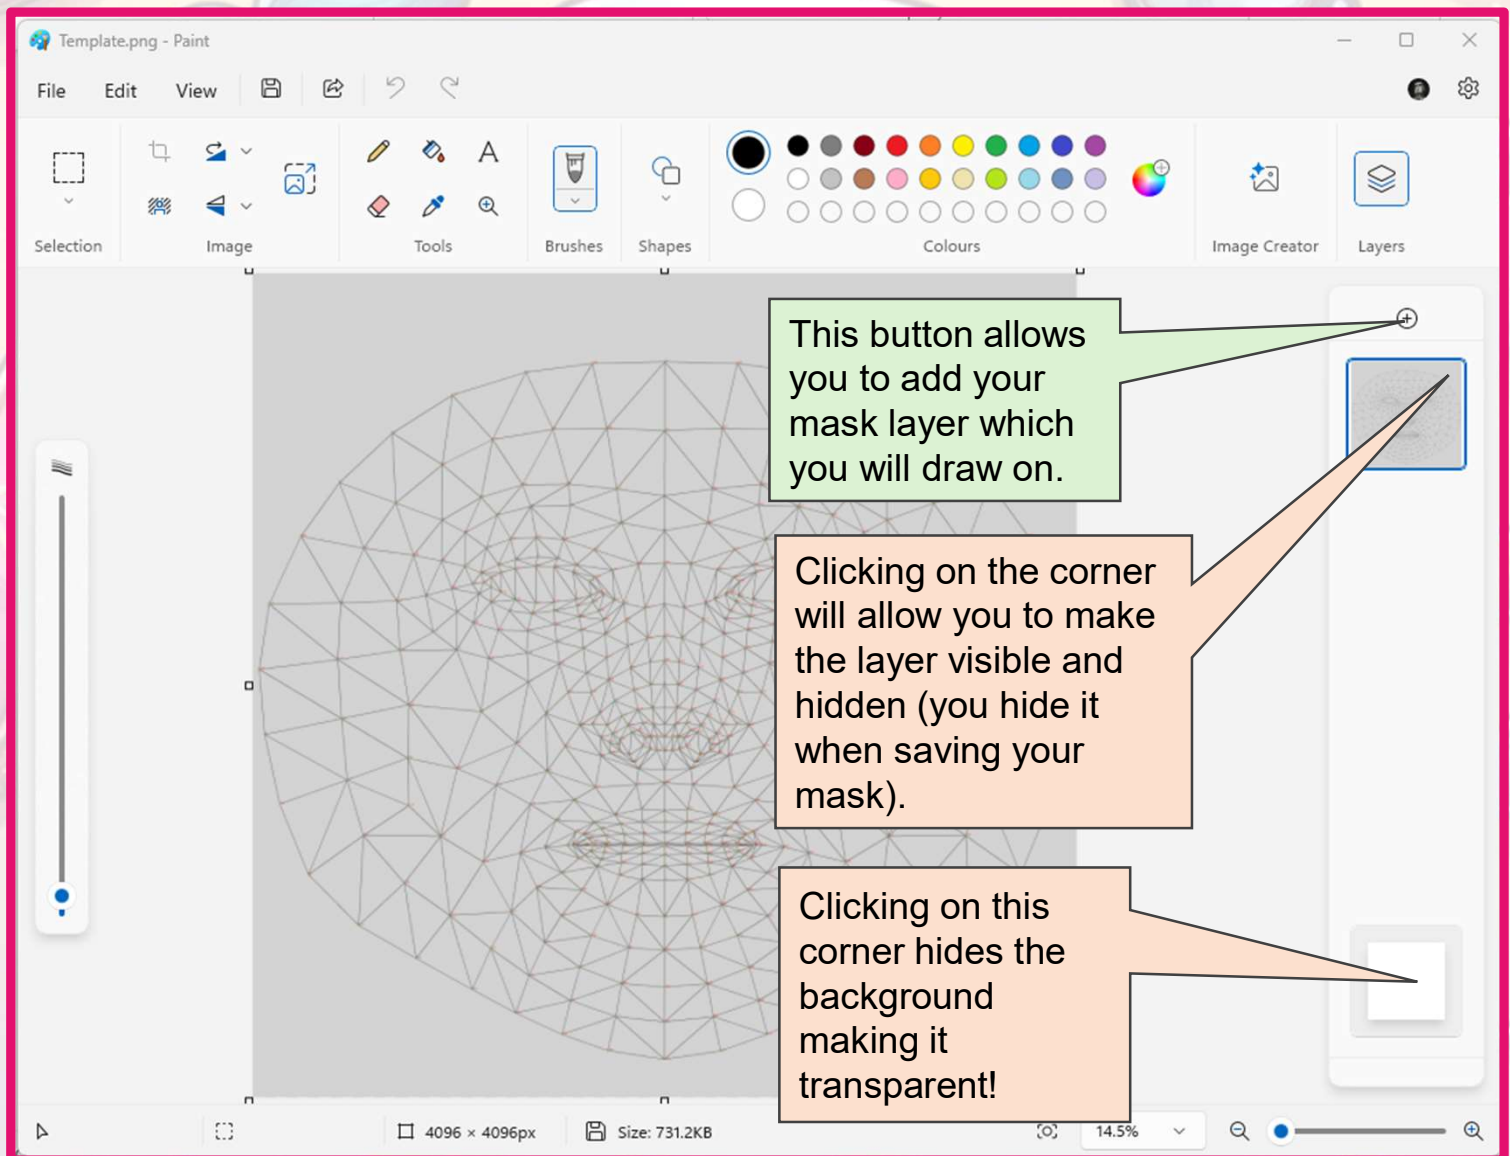 Template.png - Paint
File Edit View
A
Selection Image Tools Brushes Shapes Colours Image Creator Layers
This button allows
you to add your
mask layer which
you will draw on.
Clicking on the corner
will allow you to make
the layer visible and
hidden (you hide it
when saving your
mask).
Clicking on this
corner hides the
background
making it
transparent!
4096 × 4096px Size: 731.2KB 14.5%